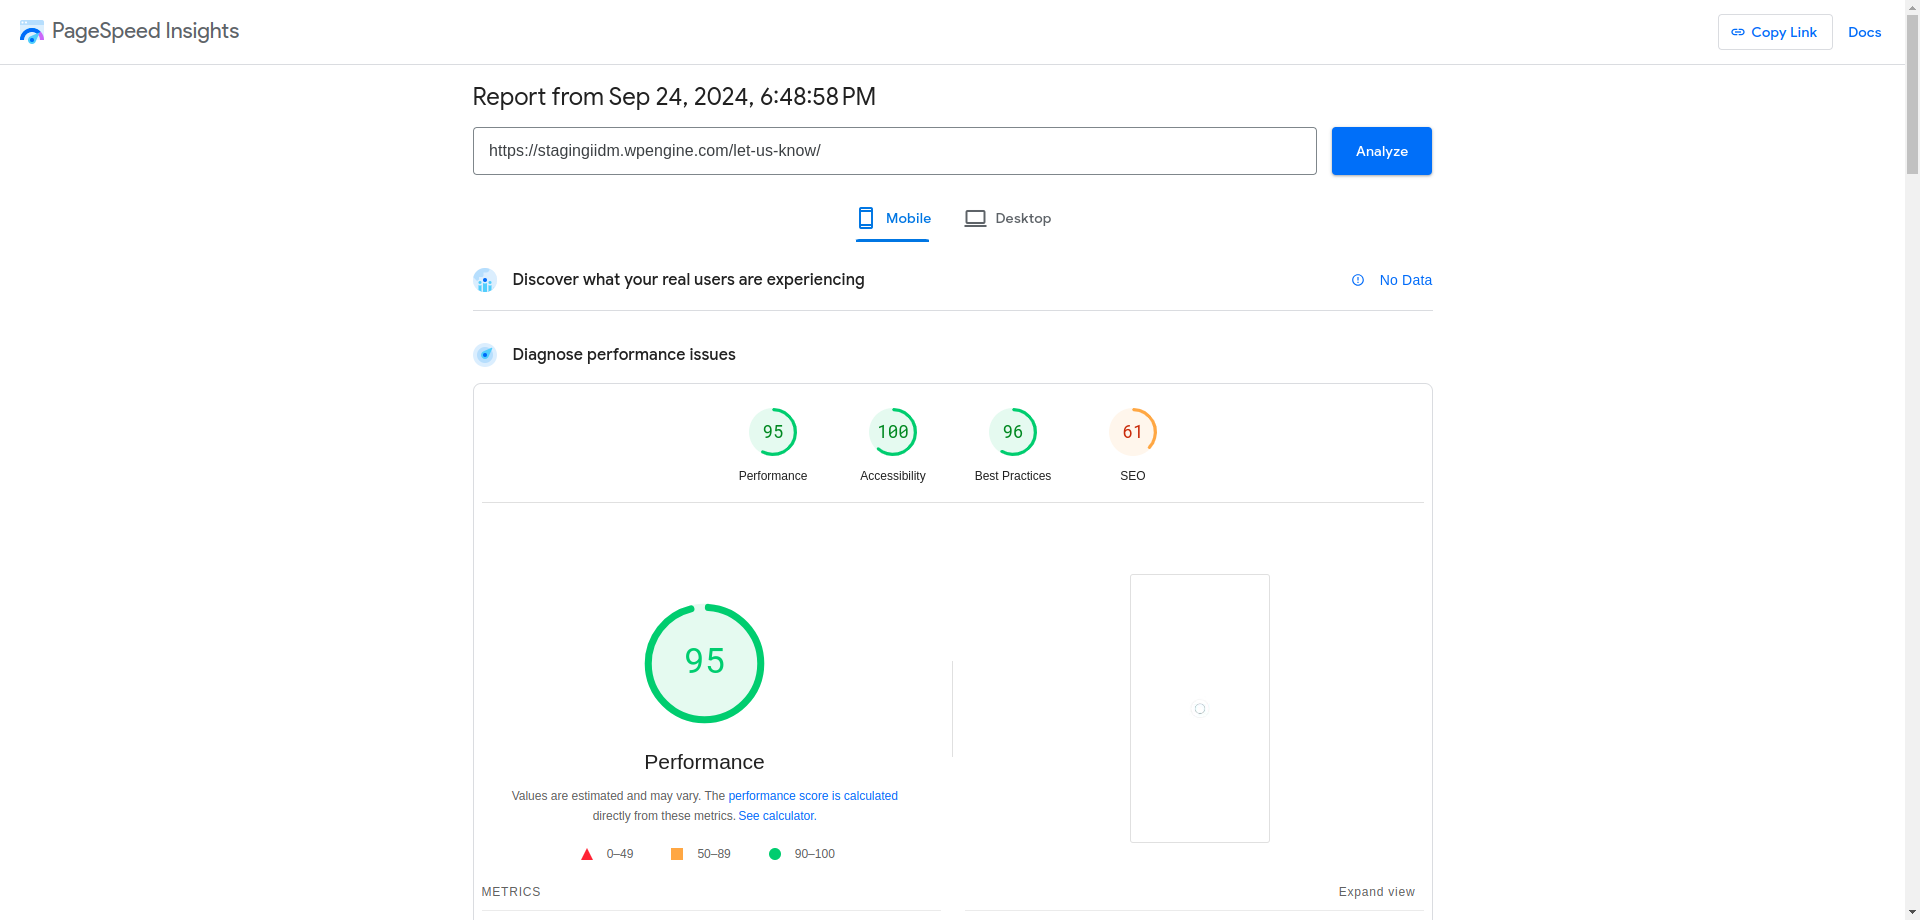 PageSpeed Insights
Copy Link
Docs
Report from Sep 24, 2024, 6:48:58 PM
https://stagingiidm.wpengine.com/let-us-know/
Analyze
Mobile
Desktop
Discover what your real users are experiencing
No Data
Diagnose performance issues
95
100
96
61
Performance
Accessibility
Best Practices
SEO
95
Performance
Values are estimated and may vary. The performance score is calculated
directly from these metrics. See calculator.
0–49
50–89
90–100
METRICS
Expand view